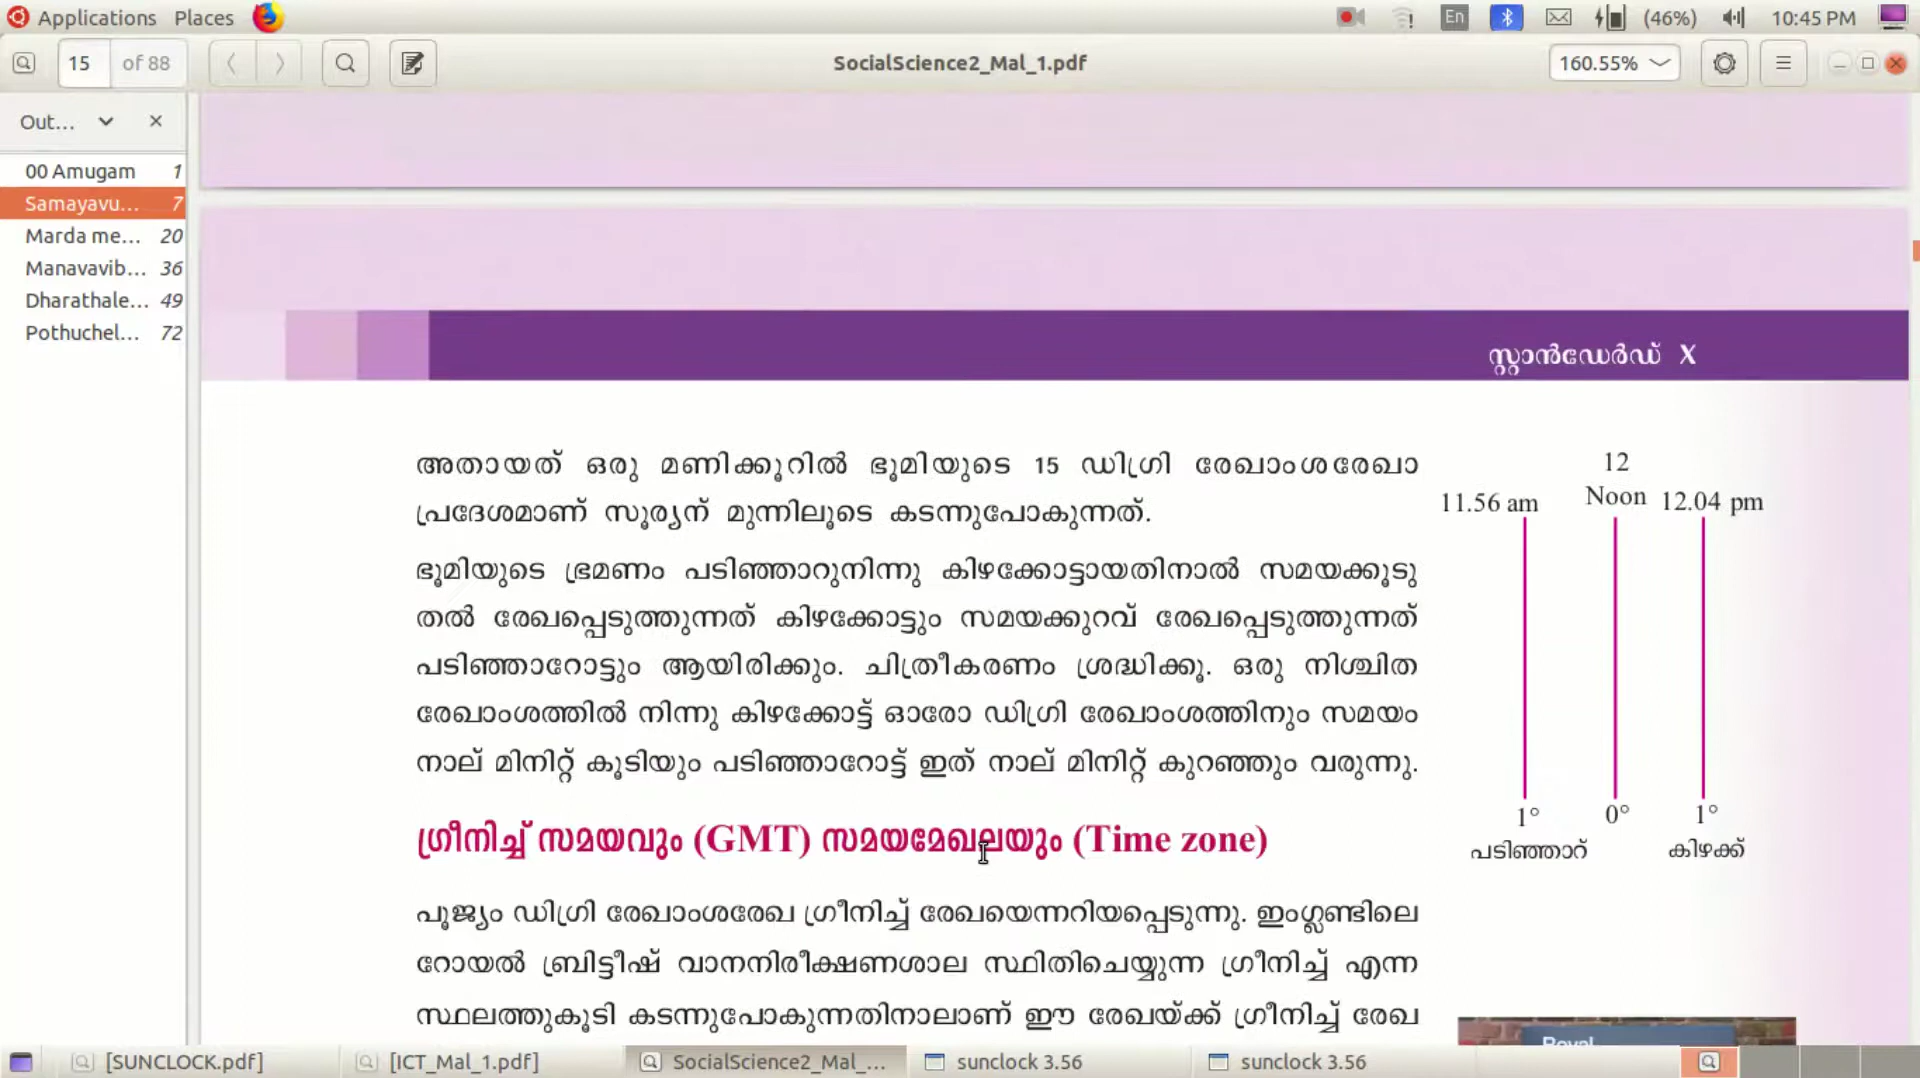 Applications Places En (46%) 10:45 PM
15 of 88 SocialScience2_Mal_1.pdf 160.55%
Out...
00 Amugam 1
Samayavu... 7
Marda me... 20
Manavavib... 36
Dharathale... 49
Pothuchel... 72
സ്റ്റാൻഡേർഡ് X
അതായത് ഒരു മണിക്കൂറിൽ ഭൂമിയുടെ 15 ഡിഗ്രി രേഖാംശരേഖാ
പ്രദേശമാണ് സൂര്യന് മുന്നിലൂടെ കടന്നുപോകുന്നത്.
ഭൂമിയുടെ ഭ്രമണം പടിഞ്ഞാറുനിന്നു കിഴക്കോട്ടായതിനാൽ സമയക്കൂടു
തൽ രേഖപ്പെടുത്തുന്നത് കിഴക്കോട്ടും സമയക്കുറവ് രേഖപ്പെടുത്തുന്നത്
പടിഞ്ഞാറോട്ടും ആയിരിക്കും. ചിത്രീകരണം ശ്രദ്ധിക്കൂ. ഒരു നിശ്ചിത
രേഖാംശത്തിൽ നിന്നു കിഴക്കോട്ട് ഓരോ ഡിഗ്രി രേഖാംശത്തിനും സമയം
നാല് മിനിറ്റ് കൂടിയും പടിഞ്ഞാറോട്ട് ഇത് നാല് മിനിറ്റ് കുറഞ്ഞും വരുന്നു.
12
11.56 am Noon 12.04 pm
1° 0° 1°
പടിഞ്ഞാറ് കിഴക്ക്
ഗ്രീനിച്ച് സമയവും (GMT) സമയമേഖലയും (Time zone)
പൂജ്യം ഡിഗ്രി രേഖാംശരേഖ ഗ്രീനിച്ച് രേഖയെന്നറിയപ്പെടുന്നു. ഇംഗ്ലണ്ടിലെ
റോയൽ ബ്രിട്ടീഷ് വാനനിരീക്ഷണശാല സ്ഥിതിചെയ്യുന്ന ഗ്രീനിച്ച് എന്ന
സ്ഥലത്തുകൂടി കടന്നുപോകുന്നതിനാലാണ് ഈ രേഖയ്ക്ക് ഗ്രീനിച്ച് രേഖ
Royal
[SUNCLOCK.pdf] [ICT_Mal_1.pdf] SocialScience2_Mal_... sunclock 3.56 sunclock 3.56